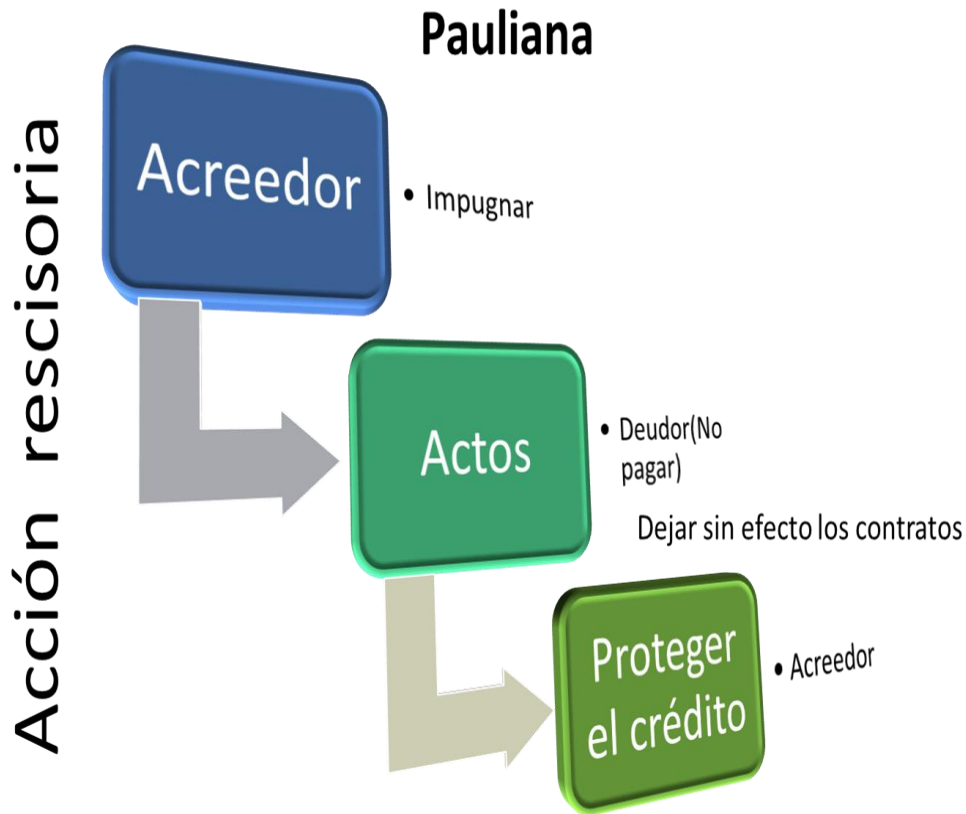 Pauliana
Acción rescisoria
Acreedor
• Impugnar
Actos
• Deudor(No
pagar)
Dejar sin efecto los contratos
Proteger
el crédito
• Acreedor